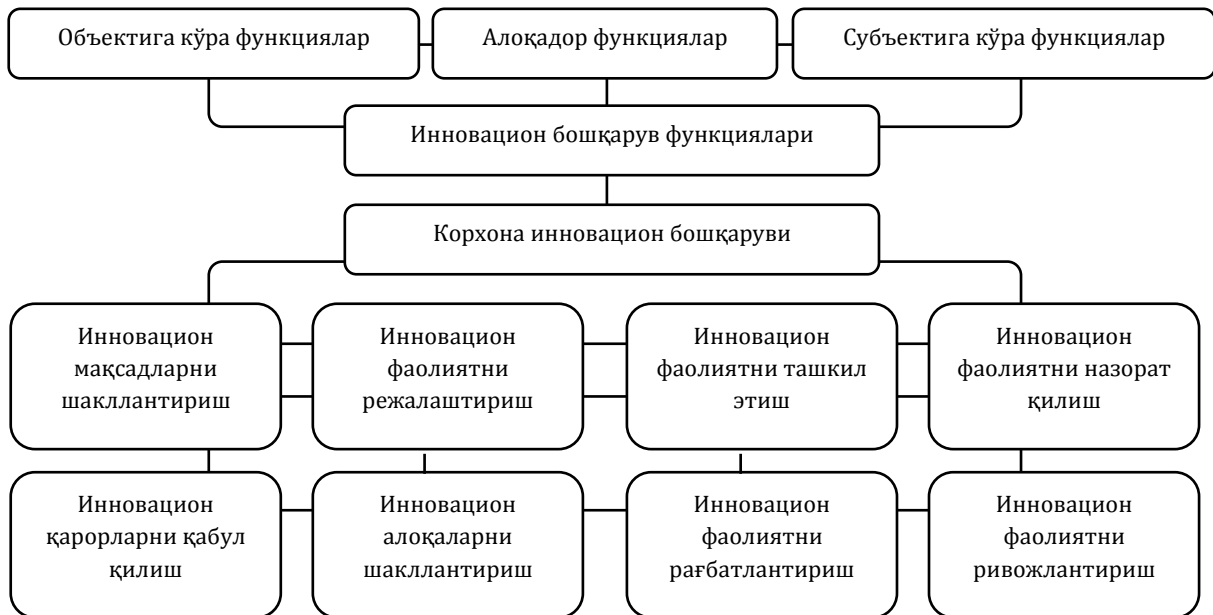 Объектига кўра функциялар
Алоқадор функциялар
Субъектига кўра функциялар
Инновацион бошқарув функциялари
Корхона инновацион бошқаруви
Инновацион
мақсадларни
шакллантириш
Инновацион
фаолиятни
режалаштириш
Инновацион
фаолиятни ташкил
этиш
Инновацион
фаолиятни назорат
қилиш
Инновацион
қарорларни қабул
қилиш
Инновацион
алоқаларни
шакллантириш
Инновацион
фаолиятни
рағбатлантириш
Инновацион
фаолиятни
ривожлантириш